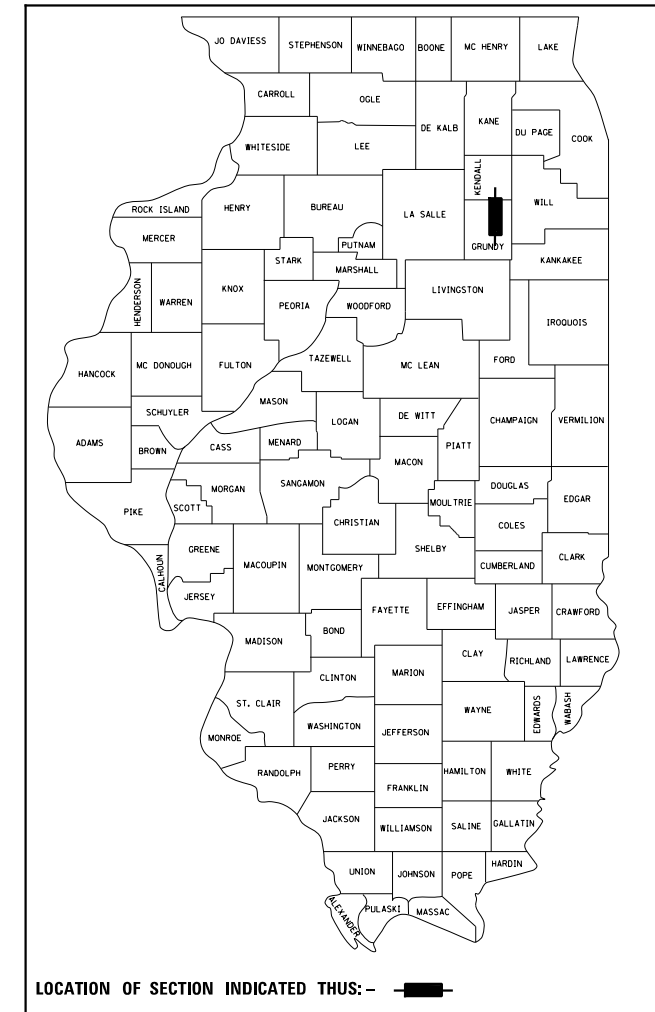 JO DAVIESS
STEPHENSON
WINNEBAGO
BOONE
MC HENRY
LAKE
CARROLL
OGLE
DE KALB
KANE
DU PAGE
COOK
WHITESIDE
LEE
KENDALL
WILL
ROCK ISLAND
HENRY
BUREAU
LA SALLE
GRUNDY
MERCER
PUTNAM
STARK
MARSHALL
KANKAKEE
HENDERSON
WARREN
KNOX
PEORIA
WOODFORD
LIVINGSTON
IROQUOIS
HANCOCK
MC DONOUGH
FULTON
TAZEWELL
MC LEAN
FORD
MASON
SCHUYLER
LOGAN
DE WITT
CHAMPAIGN
VERMILION
ADAMS
BROWN
CASS
MENARD
PIATT
MACON
PIKE
SCOTT
MORGAN
SANGAMON
MOULTRIE
DOUGLAS
EDGAR
CHRISTIAN
COLES
CALHOUN
GREENE
MACOUPIN
MONTGOMERY
SHELBY
CUMBERLAND
CLARK
JERSEY
FAYETTE
EFFINGHAM
JASPER
CRAWFORD
MADISON
BOND
CLAY
RICHLAND
LAWRENCE
MARION
CLINTON
ST. CLAIR
WAYNE
EDWARDS
WABASH
MONROE
WASHINGTON
JEFFERSON
RANDOLPH
PERRY
HAMILTON
WHITE
FRANKLIN
JACKSON
WILLIAMSON
SALINE
GALLATIN
UNION
JOHNSON
POPE
HARDIN
ALEXANDER
PULASKI
MASSAC
LOCATION OF SECTION INDICATED THUS: -